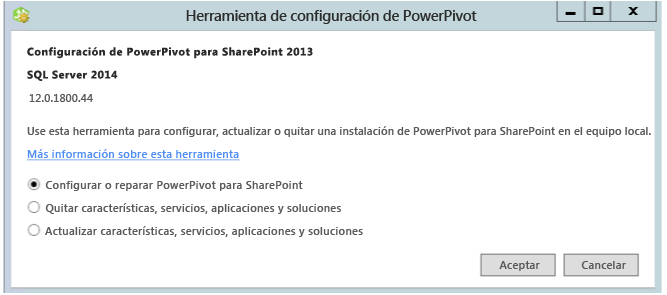 Herramienta de configuración de PowerPivot
Configuración de PowerPivot para SharePoint 2013
SQL Server 2014
12.0.1800.44
Use esta herramienta para configurar, actualizar o quitar una instalación de PowerPivot para SharePoint en el equipo local.
Más información sobre esta herramienta
Configurar o reparar PowerPivot para SharePoint
Quitar características, servicios, aplicaciones y soluciones
Actualizar características, servicios, aplicaciones y soluciones
Aceptar Cancelar